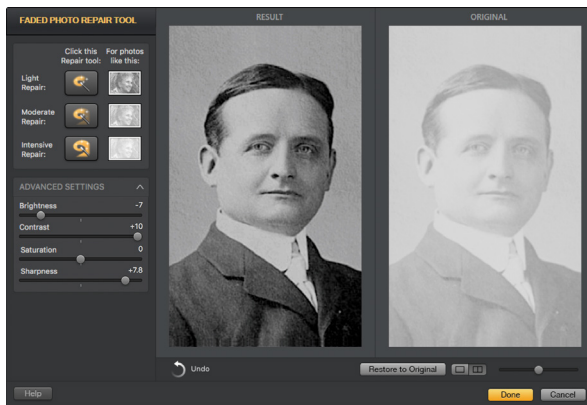 FADED PHOTO REPAIR TOOL
RESULT
ORIGINAL
Click this Repair tool:
For photos like this:
Light Repair:
Moderate Repair:
Intensive Repair:
ADVANCED SETTINGS
Brightness -7
Contrast +10
Saturation 0
Sharpness +7.8
Undo
Restore to Original
Help
Done
Cancel